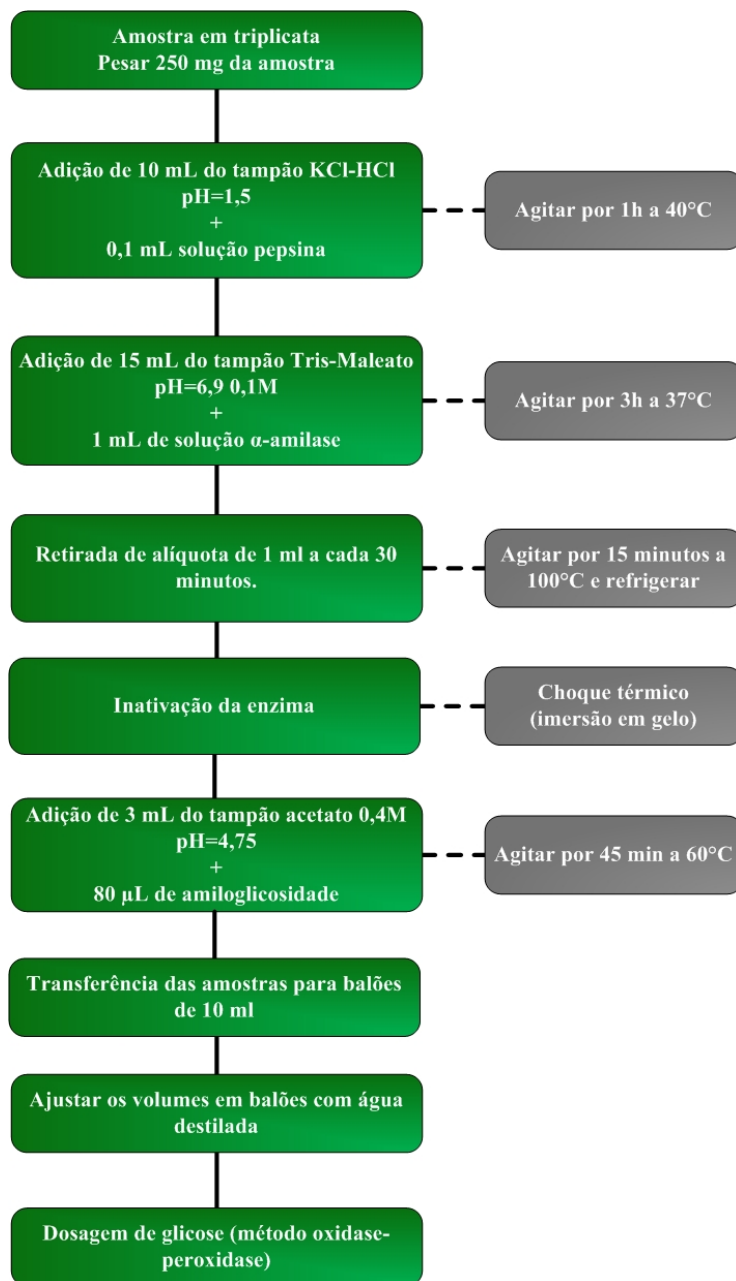 Amostra em triplicata
Pesar 250 mg da amostra
Adição de 10 mL do tampão KCl-HCl
pH=1,5
+
0,1 mL solução pepsina
Agitar por 1h a 40°C
Adição de 15 mL do tampão Tris-Maleato
pH=6,9 0,1M
+
1 mL de solução α-amilase
Agitar por 3h a 37°C
Retirada de alíquota de 1 ml a cada 30
minutos.
Agitar por 15 minutos a
100°C e refrigerar
Inativação da enzima
Choque térmico
(imersão em gelo)
Adição de 3 mL do tampão acetato 0,4M
pH=4,75
+
80 µL de amiloglicosidade
Agitar por 45 min a 60°C
Transferência das amostras para balões
de 10 ml
Ajustar os volumes em balões com água
destilada
Dosagem de glicose (método oxidase-
peroxidase)